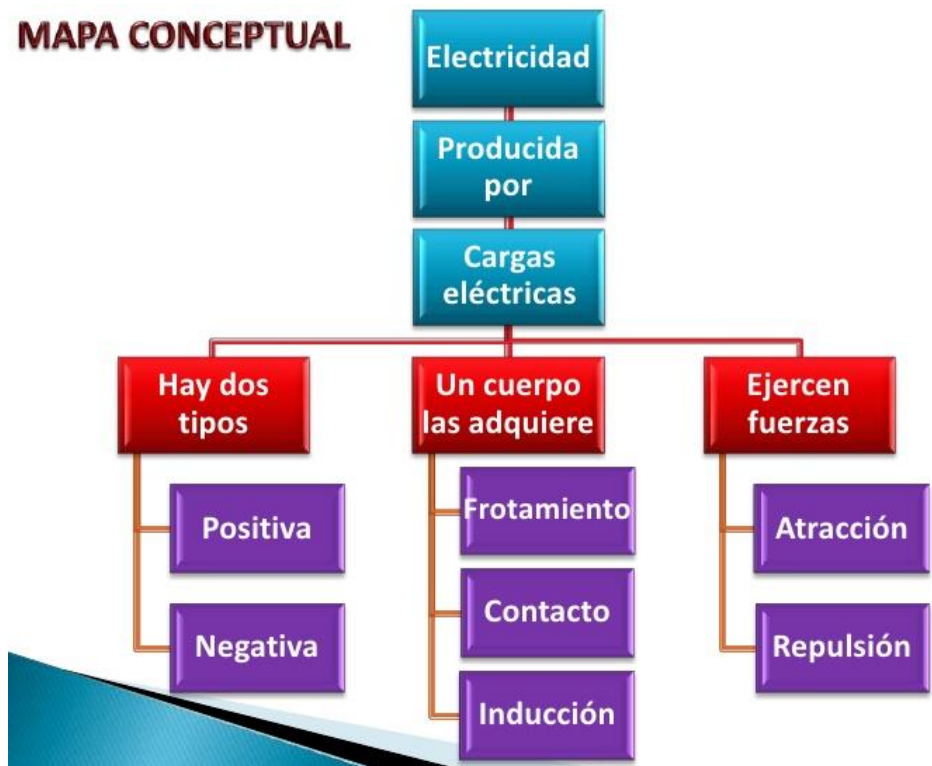 MAPA CONCEPTUAL
Electricidad
Producida
por
Cargas
eléctricas
Hay dos
tipos
Positiva
Negativa
Un cuerpo
las adquiere
Frotamiento
Contacto
Inducción
Ejercen
fuerzas
Atracción
Repulsión